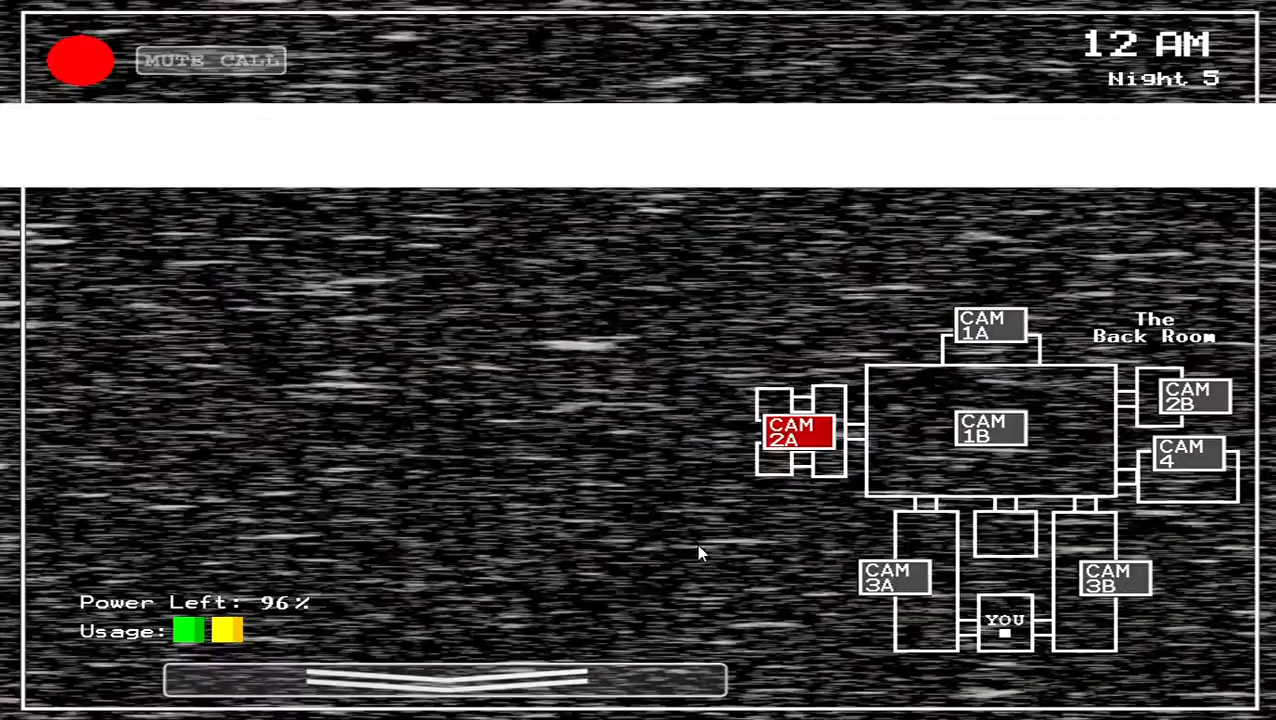 MUTE CALL
12 AM
Night 5
CAM 1A
The
Back Room
CAM 2B
CAM 2A
CAM 1B
CAM 4
CAM 3A
CAM 3B
YOU
Power Left: 96%
Usage: